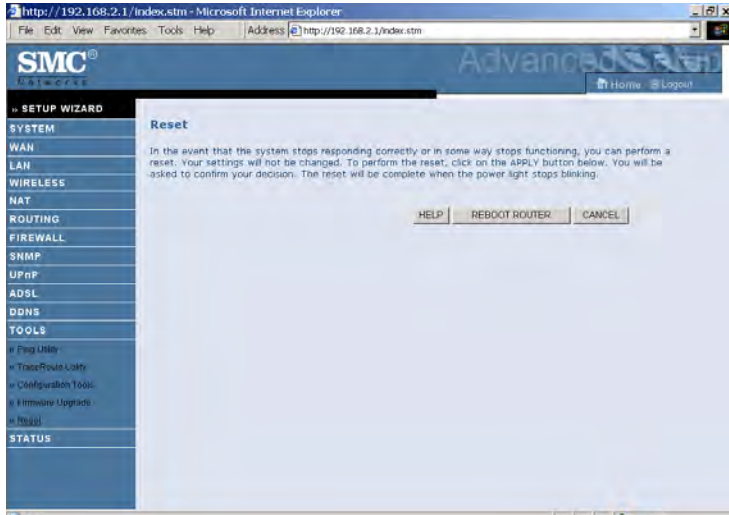 http://192.168.2.1/index.stm - Microsoft Internet Explorer
File Edit View Favorites Tools Help Address http://192.168.2.1/index.stm
SMC®
Networks
Advanced Setup
Home Logout
» SETUP WIZARD
SYSTEM
WAN
LAN
WIRELESS
NAT
ROUTING
FIREWALL
SNMP
UPnP
ADSL
DDNS
TOOLS
» Ping Utility
» TraceRoute Utility
» Configuration Tools
» Firmware Upgrade
» Reset
STATUS
Reset
In the event that the system stops responding correctly or in some way stops functioning, you can perform a
reset. Your settings will not be changed. To perform the reset, click on the APPLY button below. You will be
asked to confirm your decision. The reset will be complete when the power light stops blinking.
HELP REBOOT ROUTER CANCEL